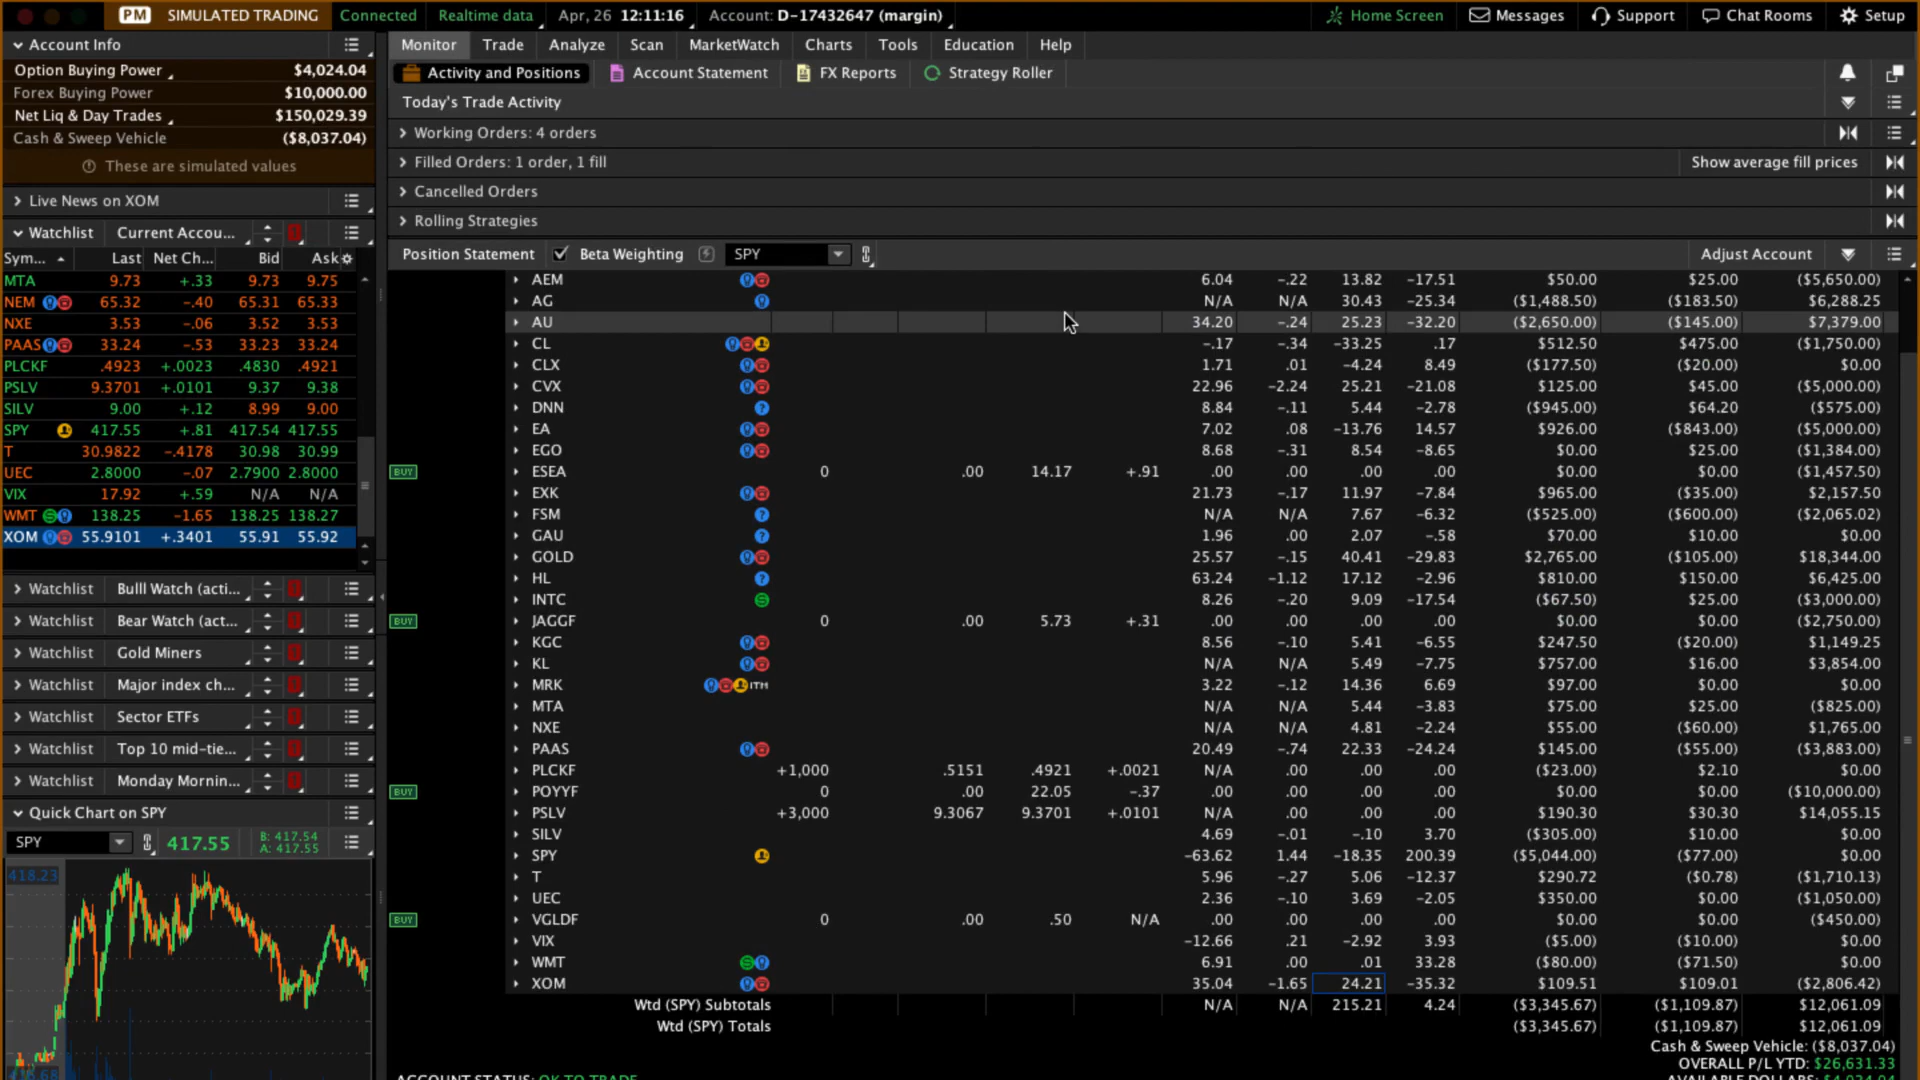 PM SIMULATED TRADING Connected Realtime data Apr, 26 12:11:16 Account: D-17432647 (margin) Home Screen Messages Support Chat Rooms Setup
Account Info
Option Buying Power $4,024.04
Forex Buying Power $10,000.00
Net Liq & Day Trades $150,029.39
Cash & Sweep Vehicle ($8,037.04)
These are simulated values
Live News on XOM
Watchlist Current Accou...
Sym... Last Net Ch... Bid Ask
MTA 9.73 +.33 9.73 9.75
NEM 65.32 -.40 65.31 65.33
NXE 3.53 -.06 3.52 3.53
PAAS 33.24 -.53 33.23 33.24
PLCKF .4923 +.0023 .4830 .4921
PSLV 9.3701 +.0101 9.37 9.38
SILV 9.00 +.12 8.99 9.00
SPY 417.55 +.81 417.54 417.55
T 30.9822 -.4178 30.98 30.99
UEC 2.8000 -.07 2.7900 2.8000
VIX 17.92 +.59 N/A N/A
WMT 138.25 -1.65 138.25 138.27
XOM 55.9101 +.3401 55.91 55.92
Watchlist Bull Watch (acti...
Watchlist Bear Watch (act...
Watchlist Gold Miners
Watchlist Major index ch...
Watchlist Sector ETFs
Watchlist Top 10 mid-tie...
Watchlist Monday Mornin...
Quick Chart on SPY
SPY 417.55 B: 417.54 A: 417.55
418.23
Monitor Trade Analyze Scan MarketWatch Charts Tools Education Help
Activity and Positions Account Statement FX Reports Strategy Roller
Today's Trade Activity
Working Orders: 4 orders
Filled Orders: 1 order, 1 fill Show average fill prices
Cancelled Orders
Rolling Strategies
Position Statement Beta Weighting SPY Adjust Account
AEM 6.04 -.22 13.82 -17.51 $50.00 $25.00 ($5,650.00)
AG N/A N/A 30.43 -25.34 ($1,488.50) ($183.50) $6,288.25
AU 34.20 -.24 25.23 -32.20 ($2,650.00) ($145.00) $7,379.00
CL -.17 -.34 -33.25 .17 $512.50 $475.00 ($1,750.00)
CLX 1.71 .01 -4.24 8.49 ($177.50) ($20.00) $0.00
CVX 22.96 -2.24 25.21 -21.08 $125.00 $45.00 ($5,000.00)
DNN 8.84 -.11 5.44 -2.78 ($945.00) $64.20 ($575.00)
EA 7.02 .08 -13.76 14.57 $926.00 ($843.00) ($5,000.00)
EGO 8.68 -.31 8.54 -8.65 $0.00 $25.00 ($1,384.00)
BUY ESEA 0 .00 14.17 +.91 .00 .00 .00 .00 $0.00 $0.00 ($1,457.50)
EXK 21.73 -.17 11.97 -7.84 $965.00 ($35.00) $2,157.50
FSM N/A N/A 7.67 -6.32 ($525.00) ($600.00) ($2,065.02)
GAU 1.96 .00 2.07 -.58 $70.00 $10.00 $0.00
GOLD 25.57 -.15 40.41 -29.83 $2,765.00 ($105.00) $18,344.00
HL 63.24 -1.12 17.12 -2.96 $810.00 $150.00 $6,425.00
INTC 8.26 -.20 9.09 -17.54 ($67.50) $25.00 ($3,000.00)
BUY JAGGF 0 .00 5.73 +.31 .00 .00 .00 .00 $0.00 $0.00 ($2,750.00)
KGC 8.56 -.10 5.41 -6.55 $247.50 ($20.00) $1,149.25
KL N/A N/A 5.49 -7.75 $757.00 $16.00 $3,854.00
MRK ITM 3.22 -.12 14.36 6.69 $97.00 $0.00 $0.00
MTA N/A N/A 5.44 -3.83 $75.00 $25.00 ($825.00)
NXE N/A N/A 4.81 -2.24 $55.00 ($60.00) $1,765.00
PAAS 20.49 -.74 22.33 -24.24 $145.00 ($55.00) ($3,883.00)
PLCKF +1,000 .5151 .4921 +.0021 N/A .00 .00 .00 ($23.00) $2.10 $0.00
BUY POYYF 0 .00 22.05 -.37 .00 .00 .00 .00 $0.00 $0.00 ($10,000.00)
PSLV +3,000 9.3067 9.3701 +.0101 N/A .00 .00 .00 $190.30 $30.30 $14,055.15
SILV 4.69 -.01 -.10 3.70 ($305.00) $10.00 $0.00
SPY -63.62 1.44 -18.35 200.39 ($5,044.00) ($77.00) $0.00
T 5.96 -.27 5.06 -12.37 $290.72 ($0.78) ($1,710.13)
UEC 2.36 -.10 3.69 -2.05 $350.00 $0.00 ($1,050.00)
BUY VGLDF 0 .00 .50 N/A .00 .00 .00 .00 $0.00 $0.00 ($450.00)
VIX -12.66 .21 -2.92 3.93 ($5.00) ($10.00) $0.00
WMT 6.91 .00 .01 33.28 ($80.00) ($71.50) $0.00
XOM 35.04 -1.65 24.21 -35.32 $109.51 $109.01 ($2,806.42)
Wtd (SPY) Subtotals N/A N/A 215.21 4.24 ($3,345.67) ($1,109.87) $12,061.09
Wtd (SPY) Totals ($3,345.67) ($1,109.87) $12,061.09
Cash & Sweep Vehicle: ($8,037.04)
OVERALL P/L YTD: $26,631.33
ACCOUNT STATUS: OK TO TRADE AVAILABLE DOLLARS: $4,024.04